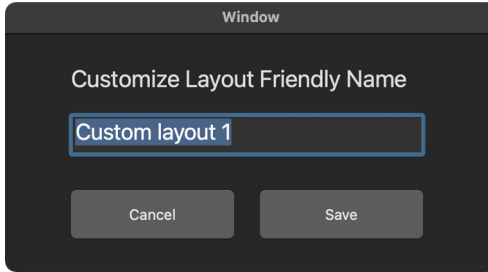 Window
Customize Layout Friendly Name
Custom layout 1
Cancel
Save